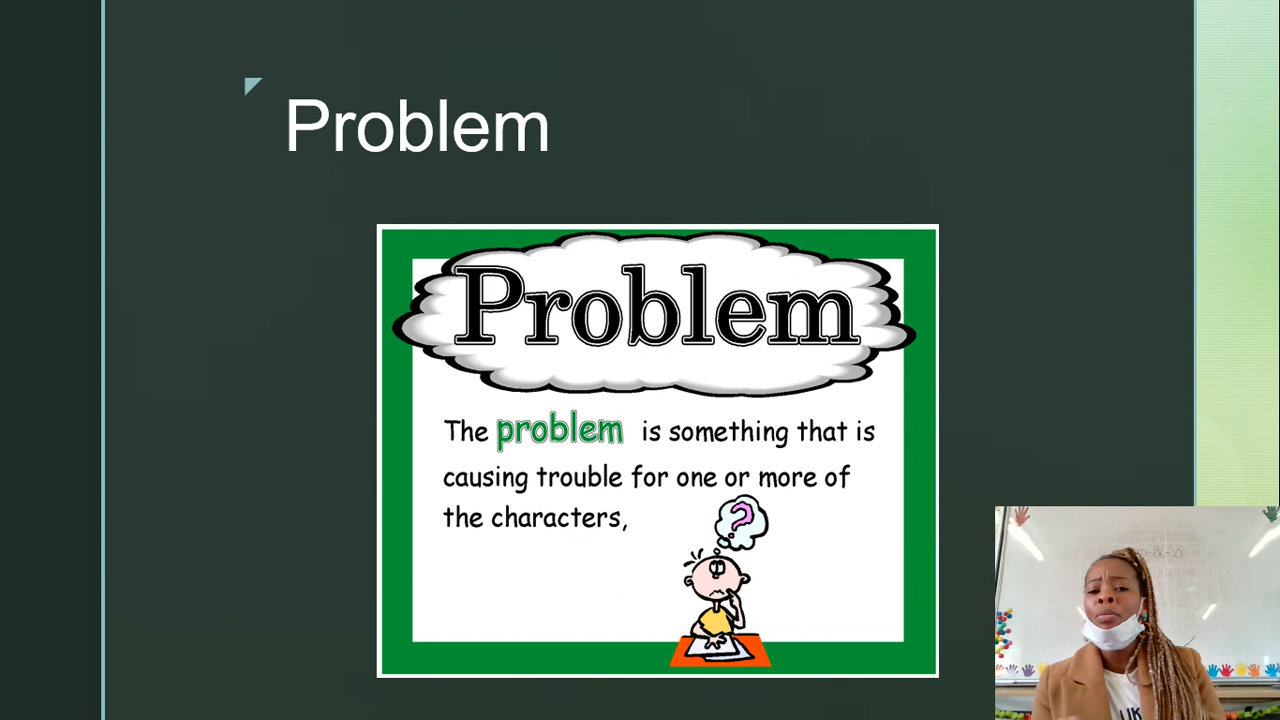 Problem
Problem
The problem is something that is
causing trouble for one or more of
the characters,
?